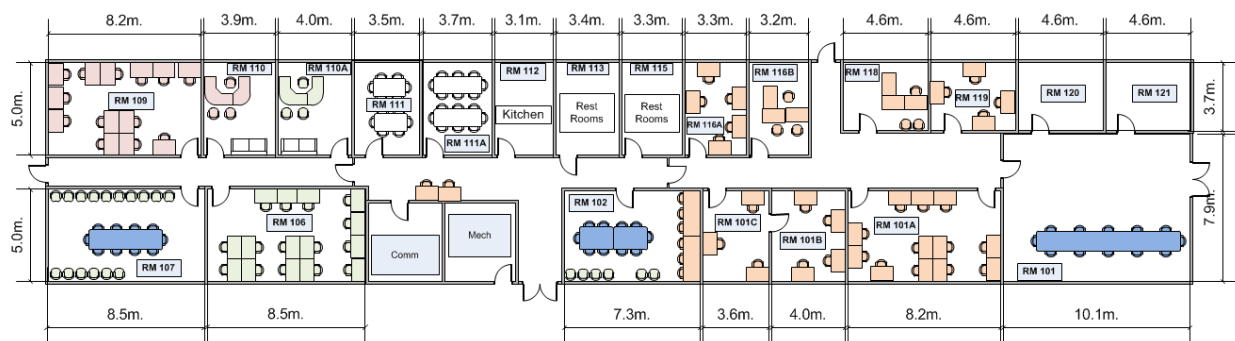 8.2m. 3.9m. 4.0m. 3.5m. 3.7m. 3.1m. 3.4m. 3.3m. 3.3m. 3.2m. 4.6m. 4.6m. 4.6m. 4.6m.
5.0m.
RM 109
RM 110
RM 110A
RM 111
RM 111A
RM 112
Kitchen
RM 113
Rest
Rooms
RM 115
Rest
Rooms
RM 116A
RM 116B
RM 118
RM 119
RM 120
RM 121
3.7m.
5.0m.
RM 107
RM 106
Comm
Mech
RM 102
RM 101C
RM 101B
RM 101A
RM 101
7.9m.
8.5m. 8.5m. 7.3m. 3.6m. 4.0m. 8.2m. 10.1m.